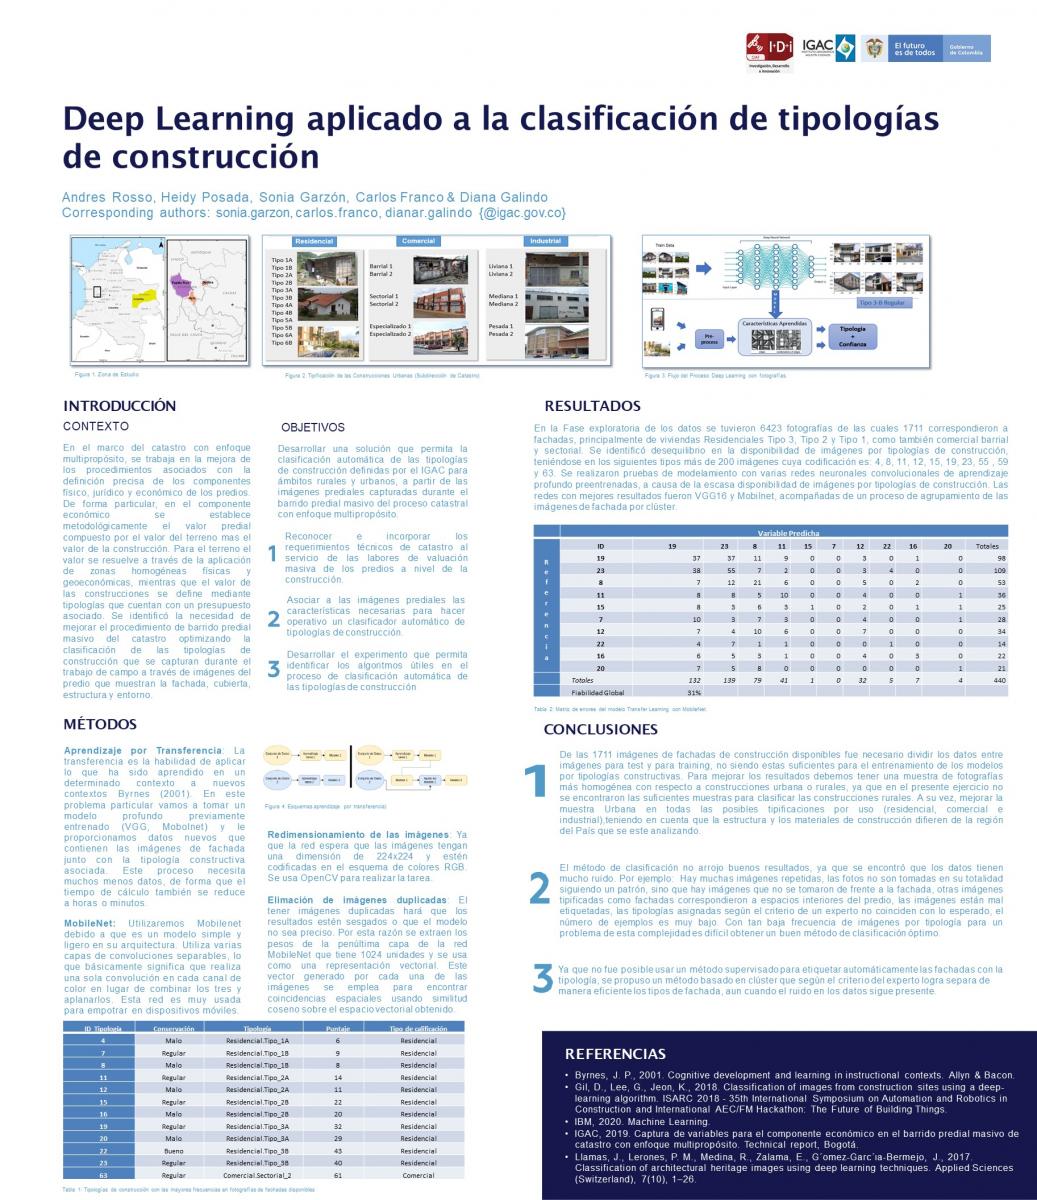 I+D+i
CIAF
Investigación, Desarrollo
e Innovación
IGAC
El futuro
es de todos
Gobierno
de Colombia
Deep Learning aplicado a la clasificación de tipologías
de construcción
Andres Rosso, Heidy Posada, Sonia Garzón, Carlos Franco & Diana Galindo
Corresponding authors: sonia.garzon, carlos.franco, dianar.galindo {@igac.gov.co}
Figura 1. Zona de Estudio
Residencial
Tipo 1A
Tipo 1B
Tipo 2A
Tipo 2B
Tipo 3A
Tipo 3B
Tipo 4A
Tipo 4B
Tipo 5A
Tipo 5B
Tipo 6A
Tipo 6B
Comercial
Barrial 1
Barrial 2
Sectorial 1
Sectorial 2
Especializado 1
Especializado 2
Industrial
Liviana 1
Liviana 2
Mediana 1
Mediana 2
Pesada 1
Pesada 2
Figura 2. Tipificación de las Construcciones Urbanas (Subdirección de Catastro)
Train Data
Deep Neural Network
Input Layer
Tipo 3-B Regular
Pre-
proceso
Características Aprendidas
Tipología
+
Confianza
Figura 3. Flujo del Proceso Deep Learning con fotografías.
INTRODUCCIÓN
CONTEXTO
En el marco del catastro con enfoque
multipropósito, se trabaja en la mejora de
los procedimientos asociados con la
definición precisa de los componentes
físico, jurídico y económico de los predios.
De forma particular, en el componente
económico se establece
metodológicamente el valor predial
compuesto por el valor del terreno mas el
valor de la construcción. Para el terreno el
valor se resuelve a través de la aplicación
de zonas homogéneas físicas y
geoeconómicas, mientras que el valor de
las construcciones se define mediante
tipologías que cuentan con un presupuesto
asociado. Se identificó la necesidad de
mejorar el procedimiento de barrido predial
masivo del catastro optimizando la
clasificación de las tipologías de
construcción que se capturan durante el
trabajo de campo a través de imágenes del
predio que muestran la fachada, cubierta,
estructura y entorno.
OBJETIVOS
Desarrollar una solución que permita la
clasificación automática de las tipologías
de construcción definidas por el IGAC para
ámbitos rurales y urbanos, a partir de las
imágenes prediales capturadas durante el
barrido predial masivo del proceso catastral
con enfoque multipropósito.
1
Reconocer e incorporar los
requerimientos técnicos de catastro al
servicio de las labores de valuación
masiva de los predios a nivel de la
construcción.
2
Asociar a las imágenes prediales las
características necesarias para hacer
operativo un clasificador automático de
tipologías de construcción.
3
Desarrollar el experimento que permita
identificar los algoritmos útiles en el
proceso de clasificación automática de
las tipologías de construcción
MÉTODOS
Aprendizaje por Transferencia: La
transferencia es la habilidad de aplicar
lo que ha sido aprendido en un
determinado contexto a nuevos
contextos Byrnes (2001). En este
problema particular vamos a tomar un
modelo profundo previamente
entrenado (VGG, Mobolnet) y le
proporcionamos datos nuevos que
contienen las imágenes de fachada
junto con la tipología constructiva
asociada. Este proceso necesita
muchos menos datos, de forma que el
tiempo de cálculo también se reduce
a horas o minutos.
MobileNet: Utilizaremos Mobilenet
debido a que es un modelo simple y
ligero en su arquitectura. Utiliza varias
capas de convoluciones separables, lo
que básicamente significa que realiza
una sola convolución en cada canal de
color en lugar de combinar los tres y
aplanarlos. Esta red es muy usada
para empotrar en dispositivos móviles.
Figura 4. Esquemas aprendizaje por transferencia)
Redimensionamiento de las imágenes: Ya
que la red espera que las imágenes tengan
una dimensión de 224x224 y estén
codificadas en el esquema de colores RGB.
Se usa OpenCV para realizar la tarea.
Elimación de imágenes duplicadas: El
tener imágenes duplicadas hará que los
resultados estén sesgados o que el modelo
no sea preciso. Por esta razón se extraen los
pesos de la penúltima capa de la red
MobileNet que tiene 1024 unidades y se usa
como una representación vectorial. Este
vector generado por cada una de las
imágenes se emplea para encontrar
coincidencias espaciales usando similitud
coseno sobre el espacio vectorial obtenido.
ID_Tipología Conservación Tipología Puntaje Tipo de calificación
4 Malo Residencial.Tipo_1A 6 Residencial
7 Regular Residencial.Tipo_1B 9 Residencial
8 Malo Residencial.Tipo_1B 8 Residencial
11 Regular Residencial.Tipo_2A 14 Residencial
12 Malo Residencial.Tipo_2A 11 Residencial
15 Regular Residencial.Tipo_2B 22 Residencial
16 Malo Residencial.Tipo_2B 20 Residencial
19 Regular Residencial.Tipo_3A 32 Residencial
20 Malo Residencial.Tipo_3A 29 Residencial
22 Bueno Residencial.Tipo_3B 43 Residencial
23 Regular Residencial.Tipo_3B 40 Residencial
63 Regular Comercial.Sectorial_2 61 Comercial
Tabla 1: Tipologías de construcción con las mayores frecuencias en fotografías de fachadas disponibles
RESULTADOS
En la Fase exploratoria de los datos se tuvieron 6423 fotografías de las cuales 1711 correspondieron a
fachadas, principalmente de viviendas Residenciales Tipo 3, Tipo 2 y Tipo 1, como también comercial barrial
y sectorial. Se identificó desequilibrio en la disponibilidad de imágenes por tipologías de construcción,
teniéndose en los siguientes tipos más de 200 imágenes cuya codificación es: 4, 8, 11, 12, 15, 19, 23, 55 , 59
y 63. Se realizaron pruebas de modelamiento con varias redes neuronales convolucionales de aprendizaje
profundo preentrenadas, a causa de la escasa disponibilidad de imágenes por tipologías de construcción. Las
redes con mejores resultados fueron VGG16 y Mobilnet, acompañadas de un proceso de agrupamiento de las
imágenes de fachada por clúster.
Variable Predicha
Referencia
ID 19 23 8 11 15 7 12 22 16 20 Totales
19 37 37 11 9 0 0 3 0 1 0 98
23 38 55 7 2 0 0 3 4 0 0 109
8 7 12 21 6 0 0 5 0 2 0 53
11 8 8 5 10 0 0 4 0 0 1 36
15 8 3 6 3 1 0 2 0 1 1 25
7 10 3 7 3 0 0 4 0 0 1 28
12 7 4 10 6 0 0 7 0 0 0 34
22 4 7 1 1 0 0 0 1 0 0 14
16 6 5 3 1 0 0 4 0 3 0 22
20 7 5 8 0 0 0 0 0 0 1 21
Totales 132 139 79 41 1 0 32 5 7 4 440
Fiabilidad Global 31%
Tabla 2: Matriz de errores del modelo Transfer Learning con MobileNet.
CONCLUSIONES
1
De las 1711 imágenes de fachadas de construcción disponibles fue necesario dividir los datos entre
imágenes para test y para training, no siendo estas suficientes para el entrenamiento de los modelos
por tipologías constructivas. Para mejorar los resultados debemos tener una muestra de fotografías
más homogénea con respecto a construcciones urbana o rurales, ya que en el presente ejercicio no
se encontraron las suficientes muestras para clasificar las construcciones rurales. A su vez, mejorar la
muestra Urbana en todas las posibles tipificaciones por uso (residencial, comercial e
industrial),teniendo en cuenta que la estructura y los materiales de construcción difieren de la región
del País que se este analizando.
2
El método de clasificación no arrojo buenos resultados, ya que se encontró que los datos tienen
mucho ruido. Por ejemplo: Hay muchas imágenes repetidas, las fotos no son tomadas en su totalidad
siguiendo un patrón, sino que hay imágenes que no se tomaron de frente a la fachada, otras imágenes
tipificadas como fachadas correspondieron a espacios interiores del predio, las imágenes están mal
etiquetadas, las tipologías asignadas según el criterio de un experto no coinciden con lo esperado, el
número de ejemplos es muy bajo. Con tan baja frecuencia de imágenes por tipología para un
problema de esta complejidad es difícil obtener un buen método de clasificación óptimo.
3
Ya que no fue posible usar un método supervisado para etiquetar automáticamente las fachadas con la
tipología, se propuso un método basado en clúster que según el criterio del experto logra separa de
manera eficiente los tipos de fachada, aun cuando el ruido en los datos sigue presente.
REFERENCIAS
• Byrnes, J. P., 2001. Cognitive development and learning in instructional contexts. Allyn & Bacon.
• Gil, D., Lee, G., Jeon, K., 2018. Classification of images from construction sites using a deep-
learning algorithm. ISARC 2018 - 35th International Symposium on Automation and Robotics in
Construction and International AEC/FM Hackathon: The Future of Building Things.
• IBM, 2020. Machine Learning.
• IGAC, 2019. Captura de variables para el componente económico en el barrido predial masivo de
catastro con enfoque multipropósito. Technical report, Bogotá.
• Llamas, J., Lerones, P. M., Medina, R., Zalama, E., G´omez-Garc´ia-Bermejo, J., 2017.
Classification of architectural heritage images using deep learning techniques. Applied Sciences
(Switzerland), 7(10), 1–26.